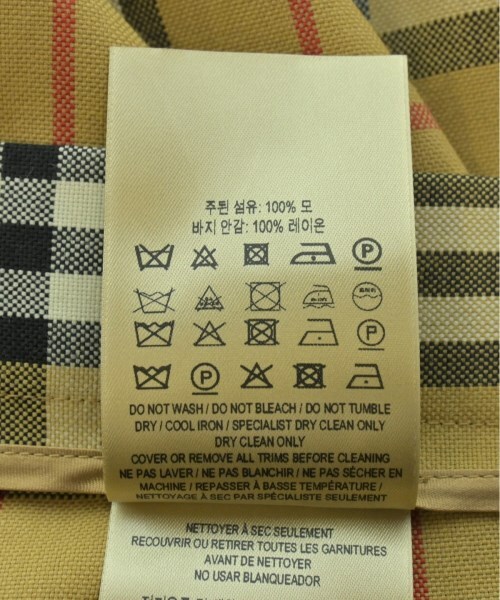 주된 섬유: 100% 모
바지 안감: 100% 레이온
P
P
P
DO NOT WASH / DO NOT BLEACH / DO NOT TUMBLE
DRY / COOL IRON / SPECIALIST DRY CLEAN ONLY
DRY CLEAN ONLY
COVER OR REMOVE ALL TRIMS BEFORE CLEANING
NE PAS LAVER / NE PAS BLANCHIR / NE PAS SÉCHER EN
MACHINE / REPASSER À BASSE TEMPÉRATURE /
NETTOYAGE À SEC PAR SPÉCIALISTE SEULEMENT
NETTOYER À SEC SEULEMENT
RECOUVRIR OU RETIRER TOUTES LES GARNITURES
AVANT DE NETTOYER
NO USAR BLANQUEADOR